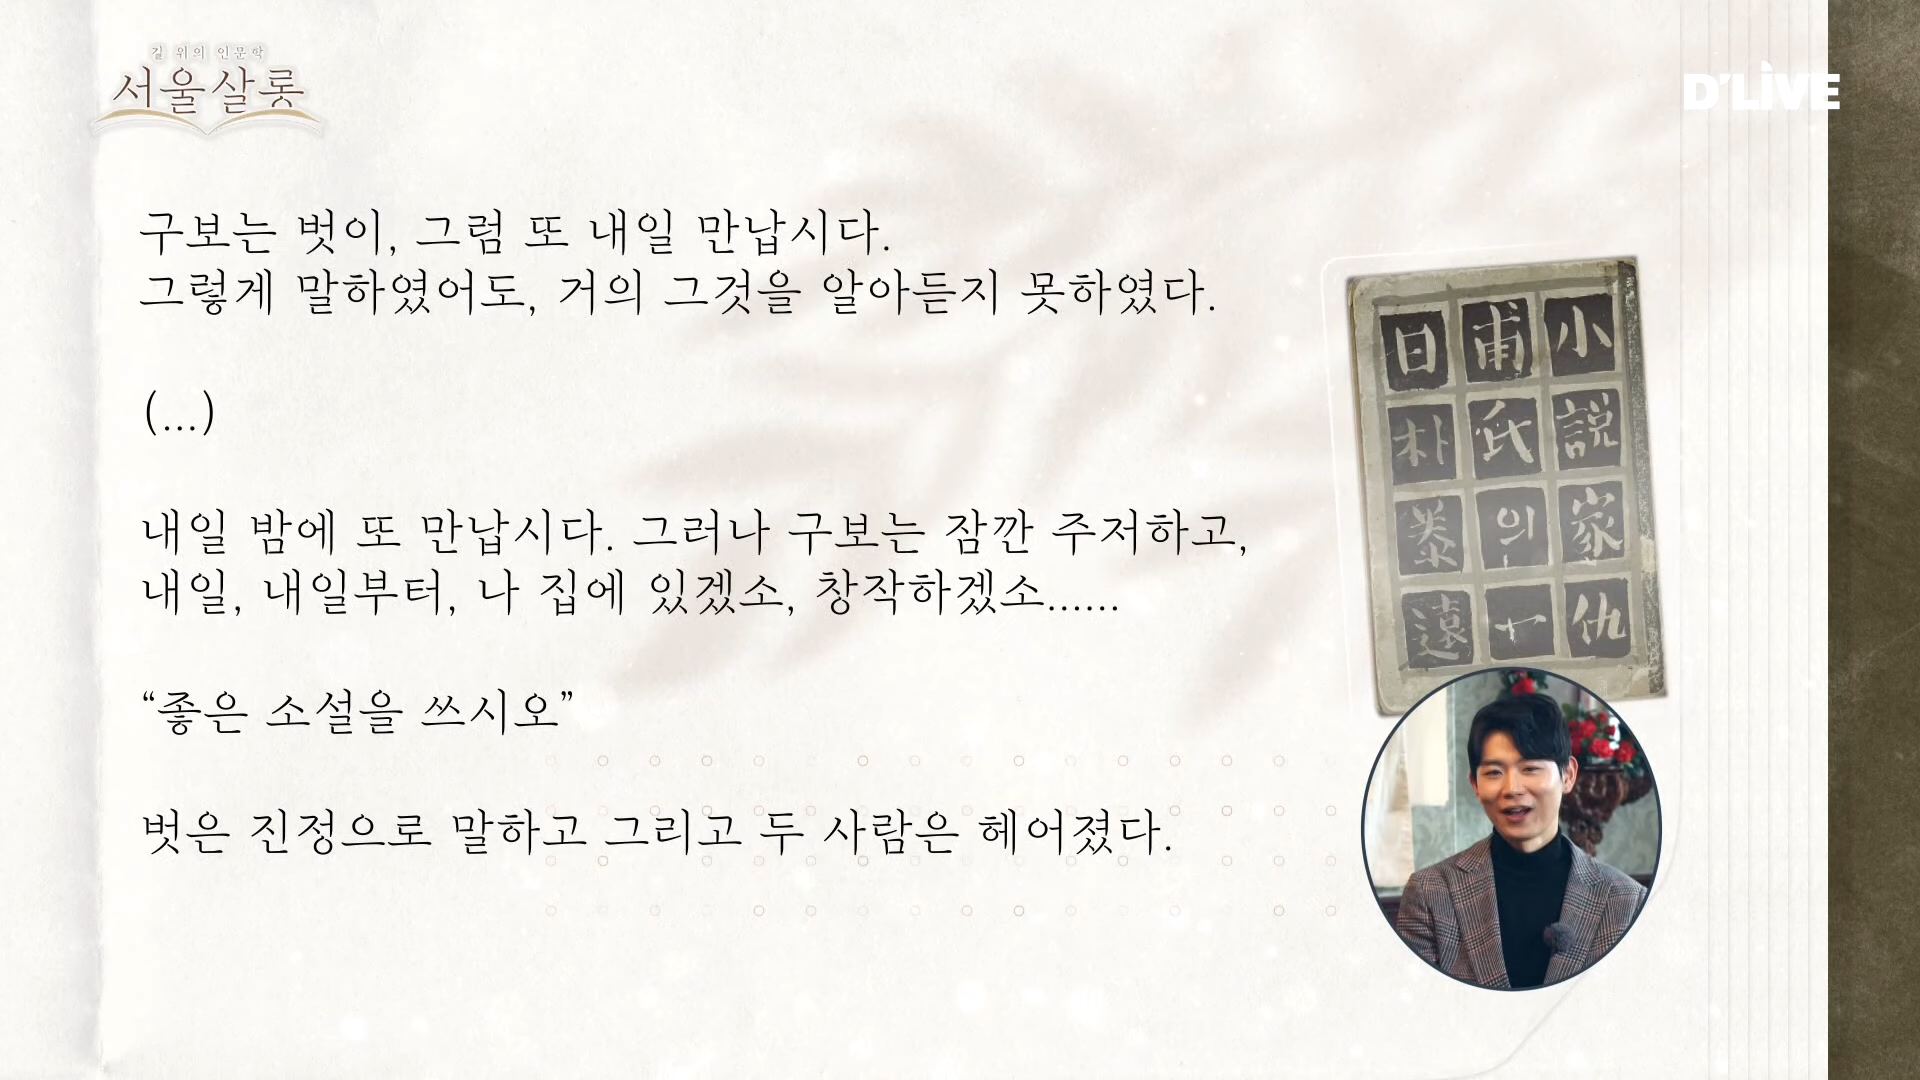 길 위의 인문학
서울살롱
D'LIVE
구보는 벗이, 그럼 또 내일 만납시다.
그렇게 말하였어도, 거의 그것을 알아듣지 못하였다.
(...)
내일 밤에 또 만납시다. 그러나 구보는 잠깐 주저하고,
내일, 내일부터, 나 집에 있겠소, 창작하겠소......
“좋은 소설을 쓰시오”
벗은 진정으로 말하고 그리고 두 사람은 헤어졌다.
小說家仇
甫氏의一
日朴泰遠